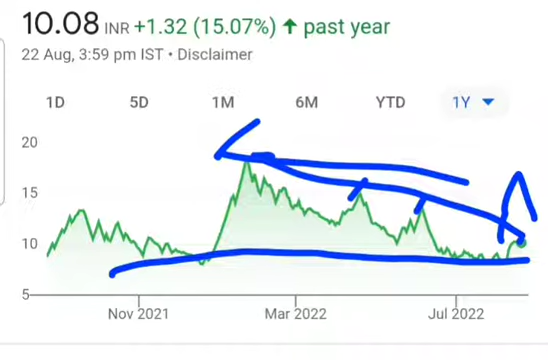 10.08 INR +1.32 (15.07%) ↑ past year
22 Aug, 3:59 pm IST • Disclaimer
1D 5D 1M 6M YTD 1Y
20
15
10
5
Nov 2021 Mar 2022 Jul 2022